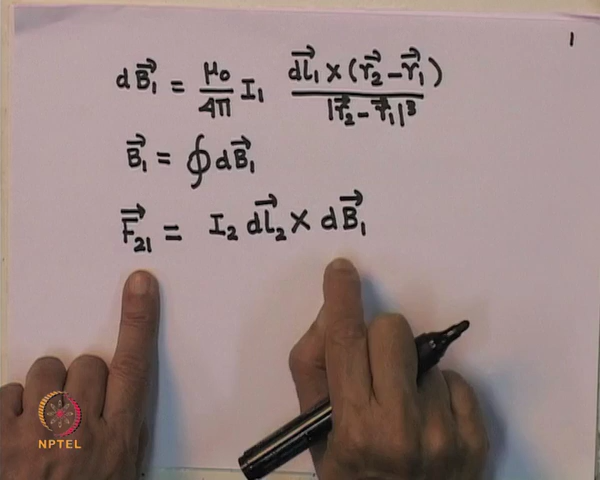 1
dB⃗₁ = μ₀/4π I₁ dl⃗₁ × (r⃗₂ − r⃗₁) / |r⃗₂ − r⃗₁|³
B⃗₁ = ∮ dB⃗₁
F⃗₂₁ = I₂ dl⃗₂ × dB⃗₁
NPTEL